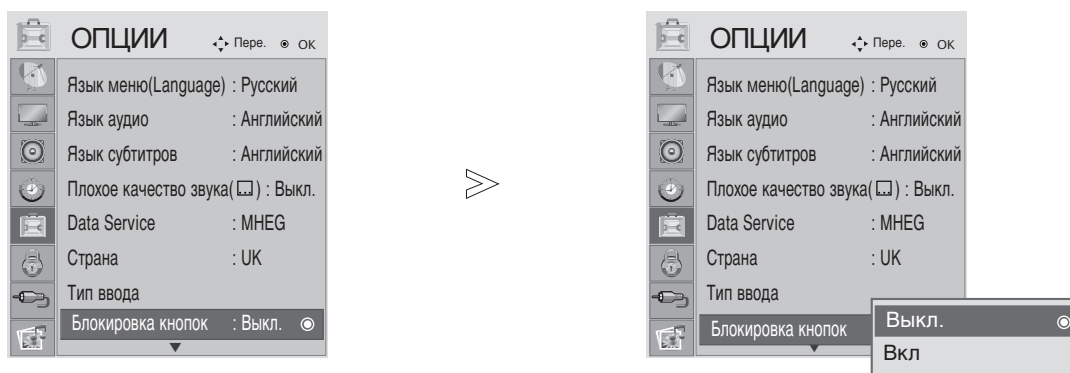 ОПЦИИ Пере. OK
Язык меню(Language) : Русский
Язык аудио : Английский
Язык субтитров : Английский
Плохое качество звука( ) : Выкл.
Data Service : MHEG
Страна : UK
Тип ввода
Блокировка кнопок : Выкл.
ОПЦИИ Пере. OK
Язык меню(Language) : Русский
Язык аудио : Английский
Язык субтитров : Английский
Плохое качество звука( ) : Выкл.
Data Service : MHEG
Страна : UK
Тип ввода
Блокировка кнопок
Выкл.
Вкл